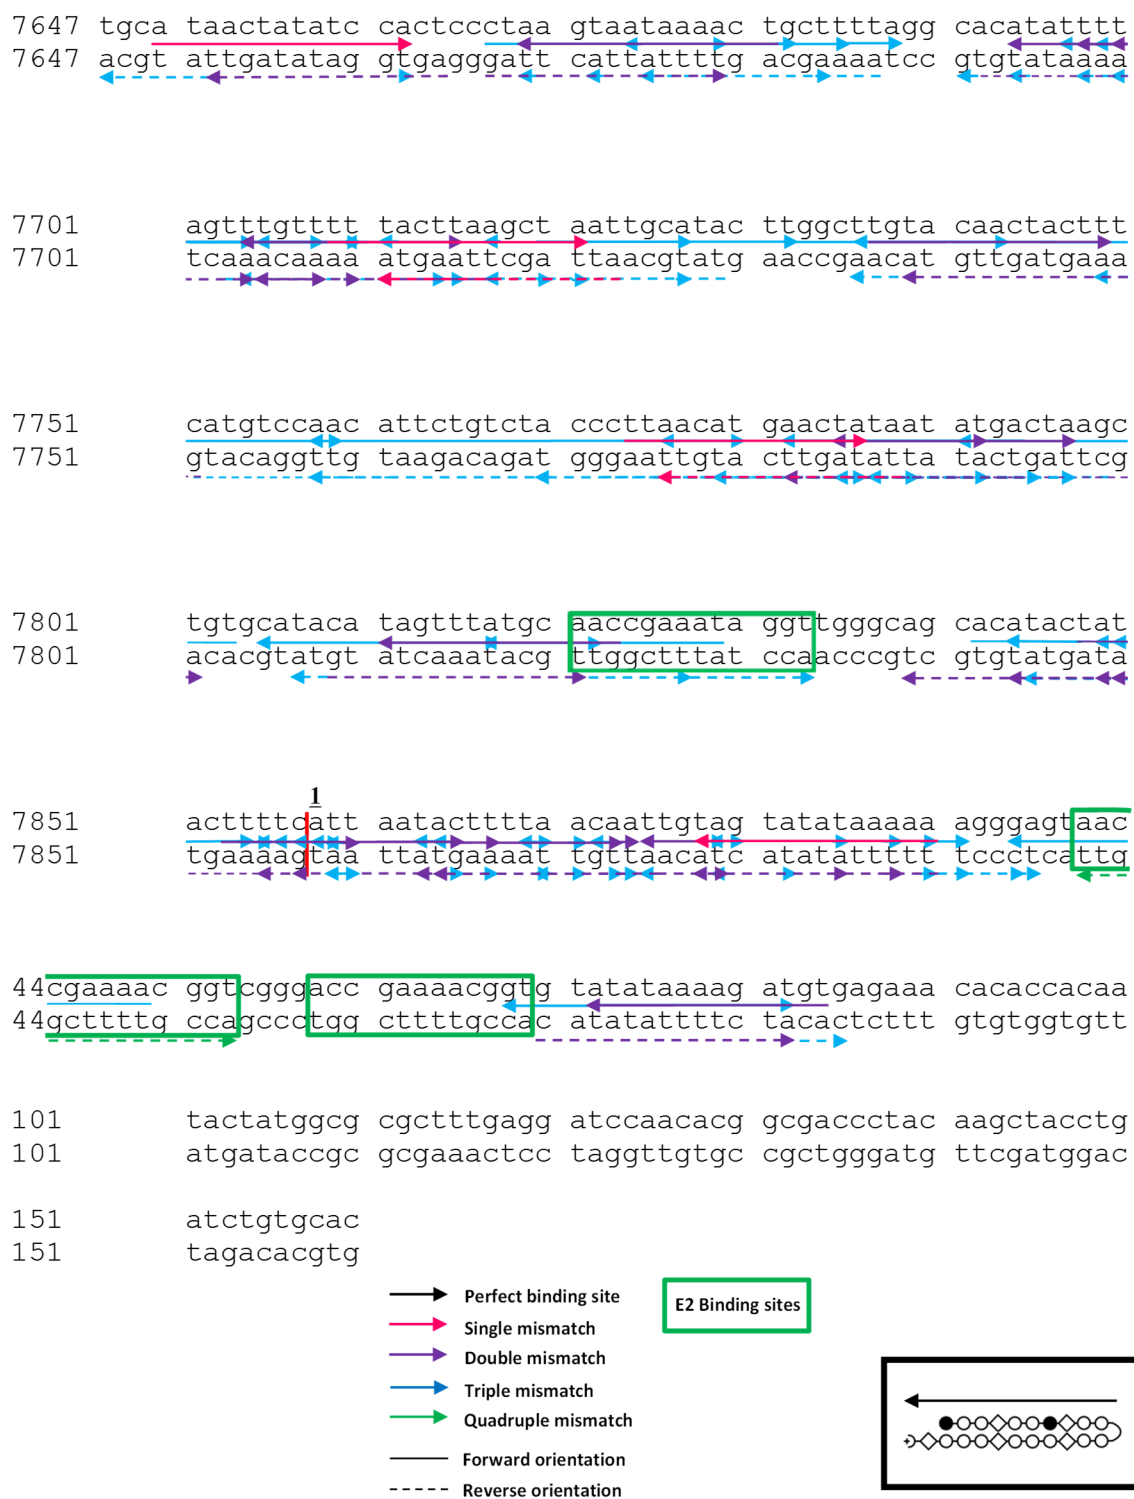 7647 tgca taactatatc cactccctaa gtaataaaac tgcttttagg cacatatttt
7647 acgt attgatatag gtgagggatt cattattttg acgaaaatcc gtgtataaaa
7701 agttttgtttt tacttaagct aattgcatac ttggcttgta caactacttt
7701 tcaaacaaaa atgaattcga ttaacgtatg aaccgaacat gttgatgaaa
7751 catgtccaac attctgtcta cccttaacat gaactataat atgactaagc
7751 gtacaggttg taagacagat gggaattgta cttgatatta tactgattcg
7801 tgtgcataca tagtttatgc aaccgaaata ggttgggcag cacatactat
7801 acacgtatgt atcaaatacg ttggctttat ccaacccgtc gtgtatgata
1
7851 acttttcatt aatactttta acaattgtag tatataaaaa agggagtaac
7851 tgaaaagtaa ttatgaaaat tgttaacatc atatattttt tccctcattg
44 cgaaaac ggtcgggacc gaaaacggtg tatataaaag atgtgagaaa cacaccacaa
44 gcttttg ccagccctgg cttttgccac atatattttc tacactcttt gtgtggtgtt
101 tactatggcg cgctttgagg atccaacacg gcgaccctac aagctacctg
101 atgataccgc gcgaaactcc taggttgtgc cgctgggatg ttcgatggac
151 atctgtgcac
151 tagacacgtg
Perfect binding site
Single mismatch
Double mismatch
Triple mismatch
Quadruple mismatch
Forward orientation
Reverse orientation
E2 Binding sites